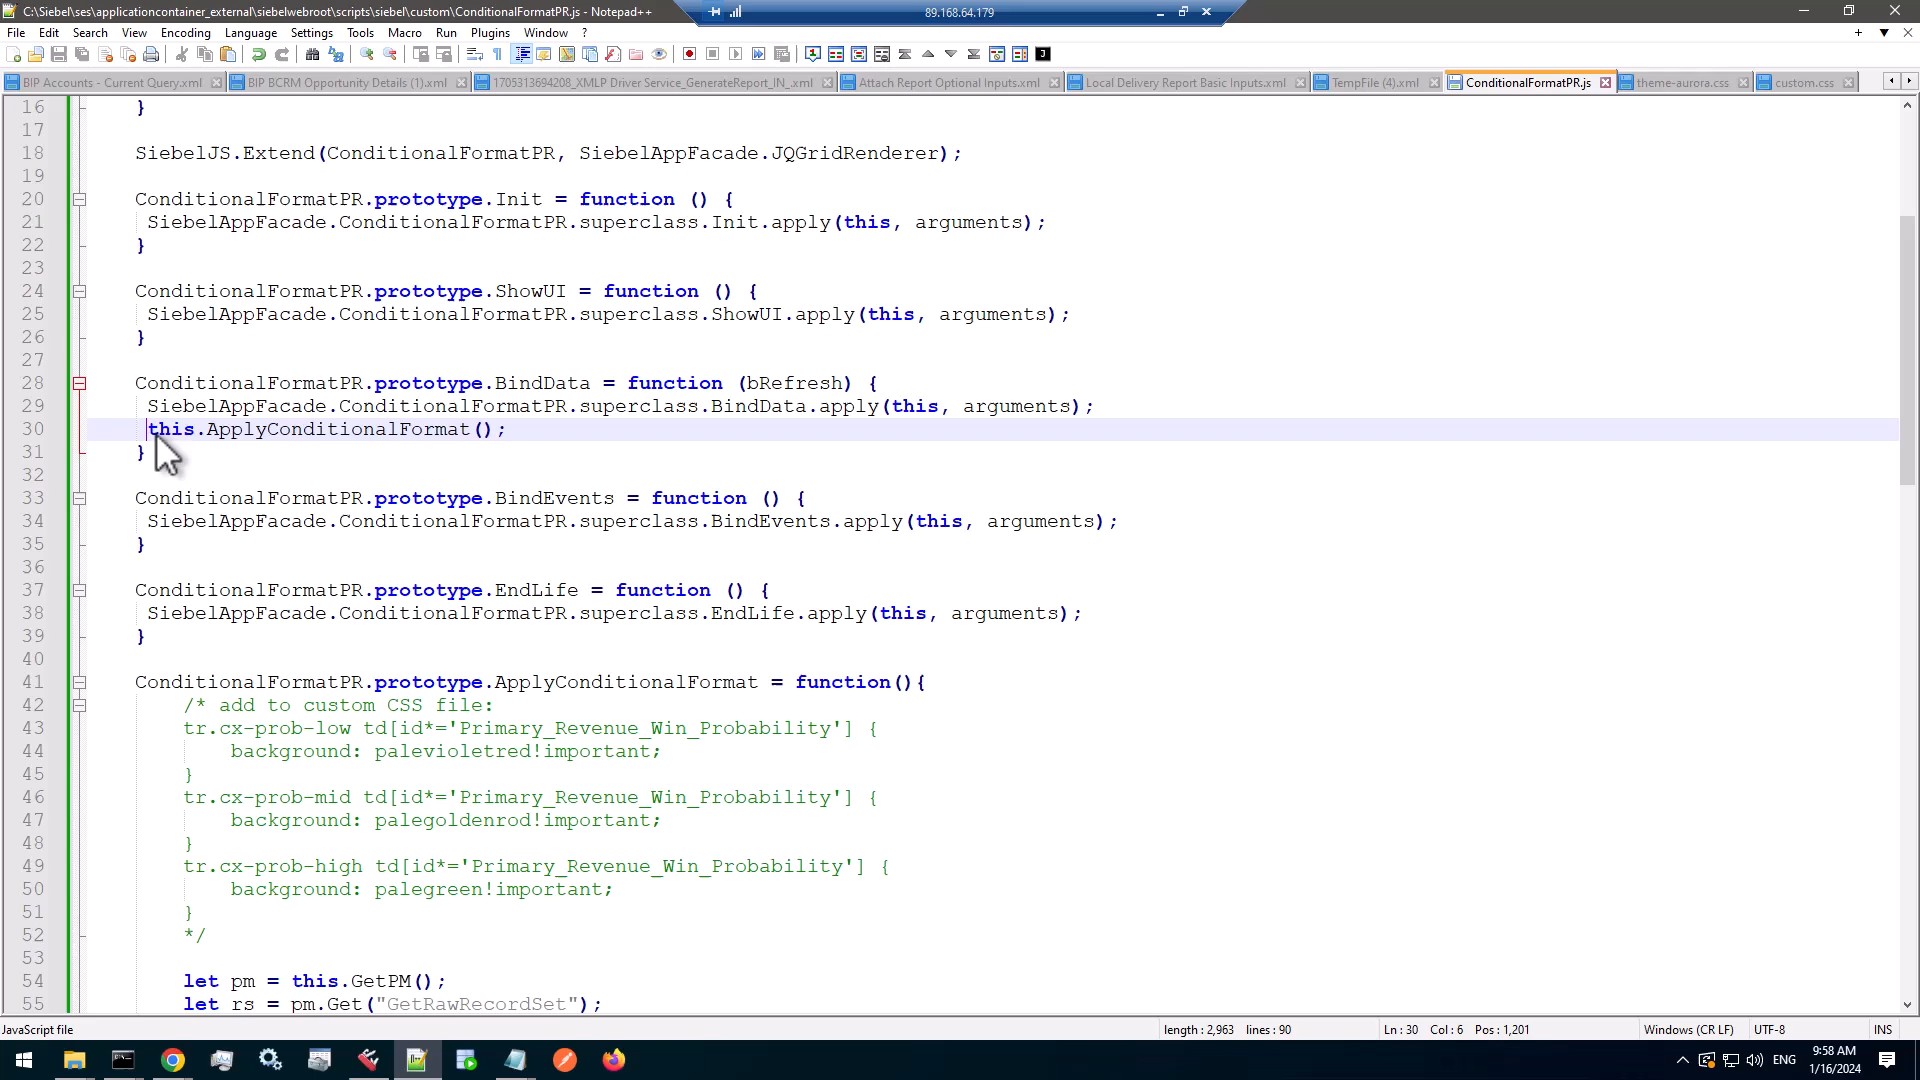 C:\Siebel\ses\applicationcontainer_external\siebelwebroot\scripts\siebel\custom\ConditionalFormatPR.js - Notepad++
89.168.64.179
File Edit Search View Encoding Language Settings Tools Macro Run Plugins Window ?
BIP Accounts - Current Query.xml BIP BCRM Opportunity Details (1).xml 1705313694208_XMLP Driver Service_GenerateReport_IN_.xml Attach Report Optional Inputs.xml Local Delivery Report Basic Inputs.xml TempFile (4).xml ConditionalFormatPR.js theme-aurora.css custom.css
16 }
17
18 SiebelJS.Extend(ConditionalFormatPR, SiebelAppFacade.JQGridRenderer);
19
20 ConditionalFormatPR.prototype.Init = function () {
21 SiebelAppFacade.ConditionalFormatPR.superclass.Init.apply(this, arguments);
22 }
23
24 ConditionalFormatPR.prototype.ShowUI = function () {
25 SiebelAppFacade.ConditionalFormatPR.superclass.ShowUI.apply(this, arguments);
26 }
27
28 ConditionalFormatPR.prototype.BindData = function (bRefresh) {
29 SiebelAppFacade.ConditionalFormatPR.superclass.BindData.apply(this, arguments);
30 this.ApplyConditionalFormat();
31 }
32
33 ConditionalFormatPR.prototype.BindEvents = function () {
34 SiebelAppFacade.ConditionalFormatPR.superclass.BindEvents.apply(this, arguments);
35 }
36
37 ConditionalFormatPR.prototype.EndLife = function () {
38 SiebelAppFacade.ConditionalFormatPR.superclass.EndLife.apply(this, arguments);
39 }
40
41 ConditionalFormatPR.prototype.ApplyConditionalFormat = function(){
42 /* add to custom CSS file:
43 tr.cx-prob-low td[id*='Primary_Revenue_Win_Probability'] {
44 background: palevioletred!important;
45 }
46 tr.cx-prob-mid td[id*='Primary_Revenue_Win_Probability'] {
47 background: palegoldenrod!important;
48 }
49 tr.cx-prob-high td[id*='Primary_Revenue_Win_Probability'] {
50 background: palegreen!important;
51 }
52 */
53
54 let pm = this.GetPM();
55 let rs = pm.Get("GetRawRecordSet");
JavaScript file length : 2,963 lines : 90 Ln : 30 Col : 6 Pos : 1,201 Windows (CR LF) UTF-8 INS
ENG
9:58 AM
1/16/2024